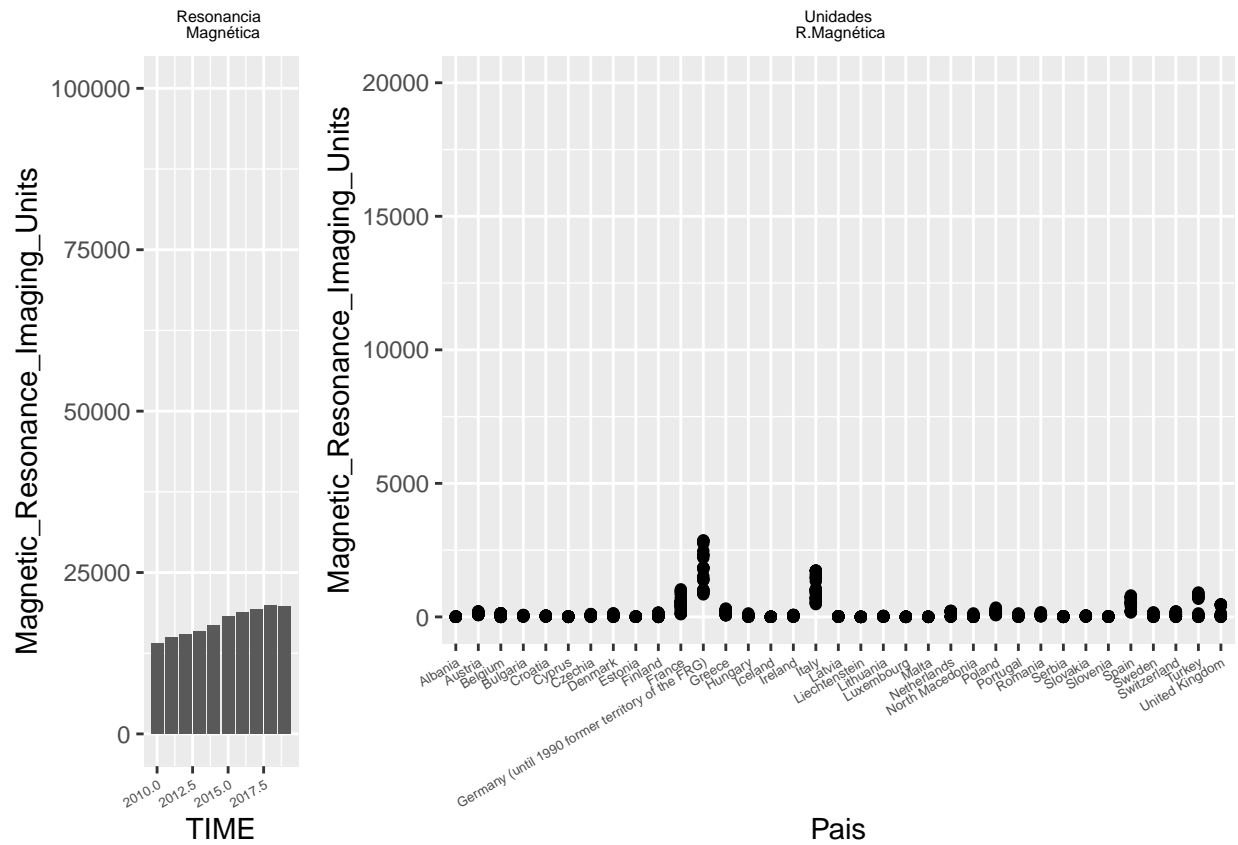 Resonancia
Magnética
Magnetic_Resonance_Imaging_Units
100000
75000
50000
25000
0
2010.0
2012.5
2015.0
2017.5
TIME
Unidades
R.Magnética
Magnetic_Resonance_Imaging_Units
20000
15000
10000
5000
0
Albania
Austria
Belgium
Bulgaria
Croatia
Cyprus
Czechia
Denmark
Estonia
Finland
France
Germany (until 1990 former territory of the FRG)
Greece
Hungary
Iceland
Ireland
Italy
Latvia
Liechtenstein
Lithuania
Luxembourg
Malta
Netherlands
North Macedonia
Poland
Portugal
Romania
Serbia
Slovakia
Slovenia
Spain
Sweden
Switzerland
Turkey
United Kingdom
Pais